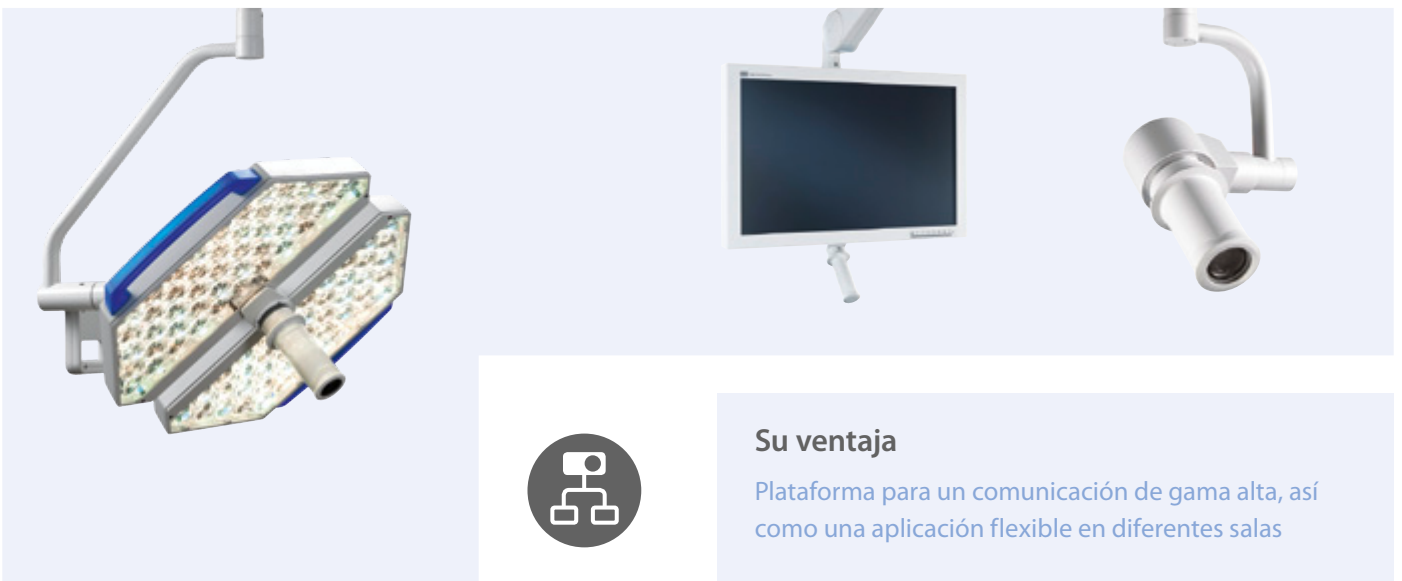 Su ventaja
Plataforma para un comunicación de gama alta, así
como una aplicación flexible en diferentes salas